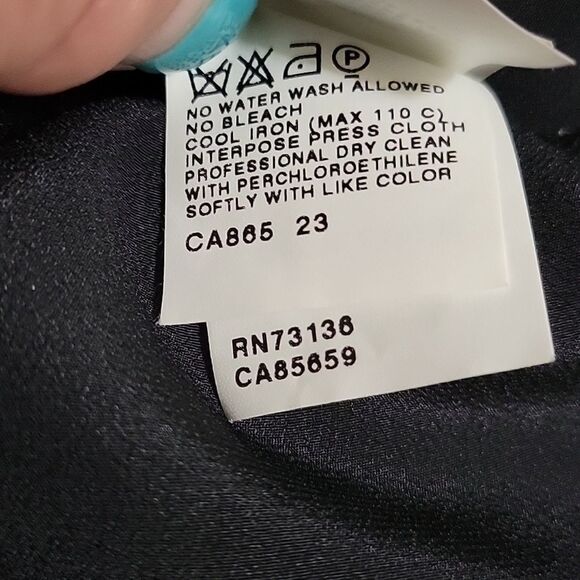 P
NO WATER WASH ALLOWED
NO BLEACH
COOL IRON (MAX 110 C)
INTERPOSE PRESS CLOTH
PROFESSIONAL DRY CLEAN
WITH PERCHLOROETHILENE
SOFTLY WITH LIKE COLOR
CA865 23
RN73136
CA85659